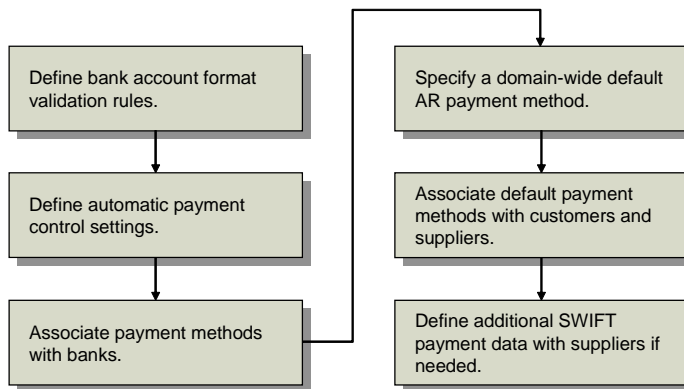 Define bank account format
validation rules.
Define automatic payment
control settings.
Associate payment methods
with banks.
Specify a domain-wide default
AR payment method.
Associate default payment
methods with customers and
suppliers.
Define additional SWIFT
payment data with suppliers if
needed.